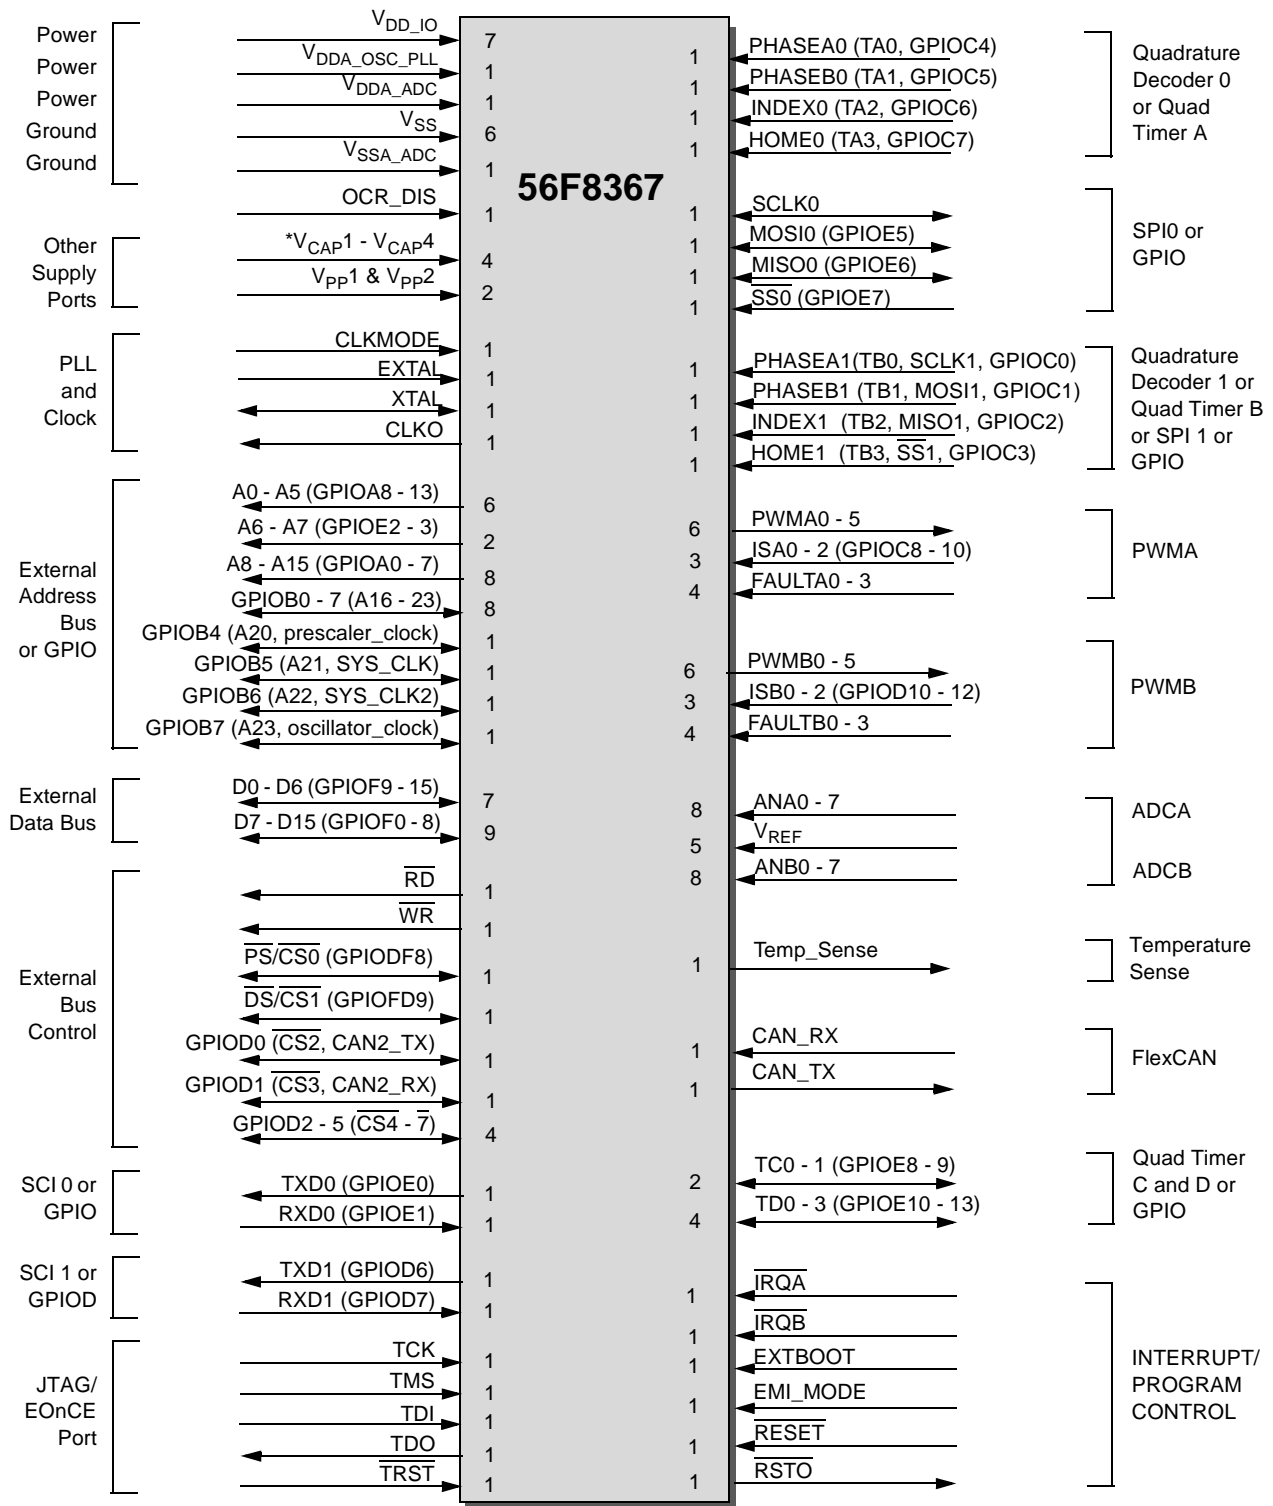 56F8367
Power
Power
Power
Ground
Ground
VDD_IO
7
VDDA_OSC_PLL
1
VDDA_ADC
1
VSS
6
VSSA_ADC
1
OCR_DIS
1
Other
Supply
Ports
*VCAP1 - VCAP4
4
VPP1 & VPP2
2
PLL
and
Clock
CLKMODE
1
EXTAL
1
XTAL
1
CLKO
1
External
Address
Bus
or GPIO
A0 - A5 (GPIOA8 - 13)
6
A6 - A7 (GPIOE2 - 3)
2
A8 - A15 (GPIOA0 - 7)
8
GPIOB0 - 7 (A16 - 23)
8
GPIOB4 (A20, prescaler_clock)
1
GPIOB5 (A21, SYS_CLK)
1
GPIOB6 (A22, SYS_CLK2)
1
GPIOB7 (A23, oscillator_clock)
1
External
Data Bus
D0 - D6 (GPIOF9 - 15)
7
D7 - D15 (GPIOF0 - 8)
9
External
Bus
Control
RD
1
WR
1
PS/CS0 (GPIODF8)
1
DS/CS1 (GPIOFD9)
1
GPIOD0 (CS2, CAN2_TX)
1
GPIOD1 (CS3, CAN2_RX)
1
GPIOD2 - 5 (CS4 - 7)
4
SCI 0 or
GPIO
TXD0 (GPIOE0)
1
RXD0 (GPIOE1)
1
SCI 1 or
GPIOD
TXD1 (GPIOD6)
1
RXD1 (GPIOD7)
1
JTAG/
EOnCE
Port
TCK
1
TMS
1
TDI
1
TDO
1
TRST
1
1
PHASEA0 (TA0, GPIOC4)
1
PHASEB0 (TA1, GPIOC5)
1
INDEX0 (TA2, GPIOC6)
1
HOME0 (TA3, GPIOC7)
Quadrature
Decoder 0
or Quad
Timer A
1
SCLK0
1
MOSI0 (GPIOE5)
1
MISO0 (GPIOE6)
1
SS0 (GPIOE7)
SPI0 or
GPIO
1
PHASEA1(TB0, SCLK1, GPIOC0)
1
PHASEB1 (TB1, MOSI1, GPIOC1)
1
INDEX1 (TB2, MISO1, GPIOC2)
1
HOME1 (TB3, SS1, GPIOC3)
Quadrature
Decoder 1 or
Quad Timer B
or SPI 1 or
GPIO
6
PWMA0 - 5
3
ISA0 - 2 (GPIOC8 - 10)
4
FAULTA0 - 3
PWMA
6
PWMB0 - 5
3
ISB0 - 2 (GPIOD10 - 12)
4
FAULTB0 - 3
PWMB
8
ANA0 - 7
5
VREF
8
ANB0 - 7
ADCA
ADCB
1
Temp_Sense
Temperature
Sense
1
CAN_RX
1
CAN_TX
FlexCAN
2
TC0 - 1 (GPIOE8 - 9)
4
TD0 - 3 (GPIOE10 - 13)
Quad Timer
C and D or
GPIO
1
IRQA
1
IRQB
1
EXTBOOT
1
EMI_MODE
1
RESET
1
RSTO
INTERRUPT/
PROGRAM
CONTROL